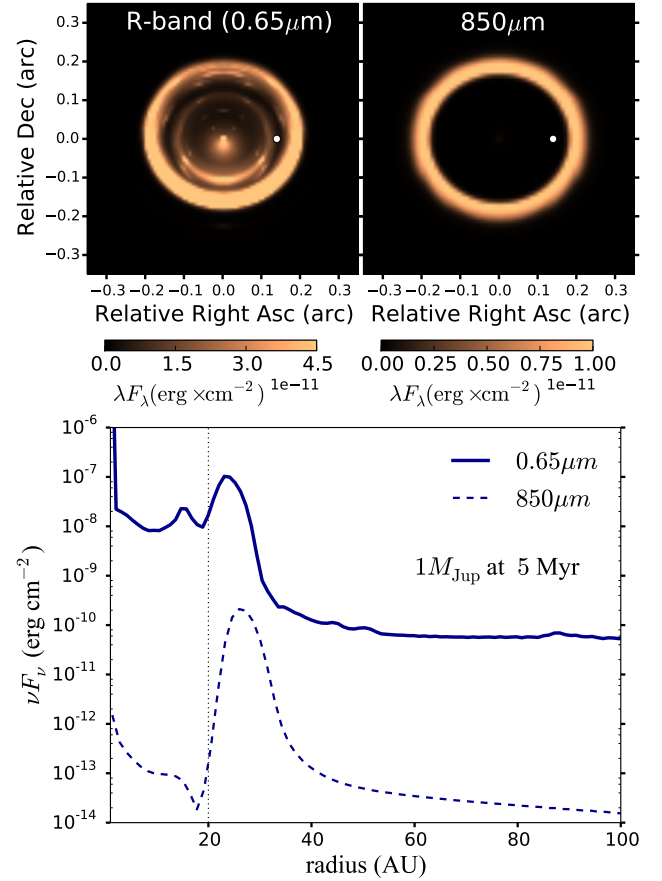 R-band (0.65μm)
850μm
Relative Dec (arc)
0.3
0.2
0.1
0.0
−0.1
−0.2
−0.3
−0.3 −0.2 −0.1 0.0 0.1 0.2 0.3
−0.3 −0.2 −0.1 0.0 0.1 0.2 0.3
Relative Right Asc (arc)
Relative Right Asc (arc)
0.0 1.5 3.0 4.5
0.00 0.25 0.50 0.75 1.00
λF_λ(erg ×cm⁻²) 1e−11
λF_λ(erg ×cm⁻²) 1e−11
νF_ν (erg cm⁻²)
10⁻⁶
10⁻⁷
10⁻⁸
10⁻⁹
10⁻¹⁰
10⁻¹¹
10⁻¹²
10⁻¹³
10⁻¹⁴
0.65μm
850μm
1M_Jup at 5 Myr
20 40 60 80 100
radius (AU)